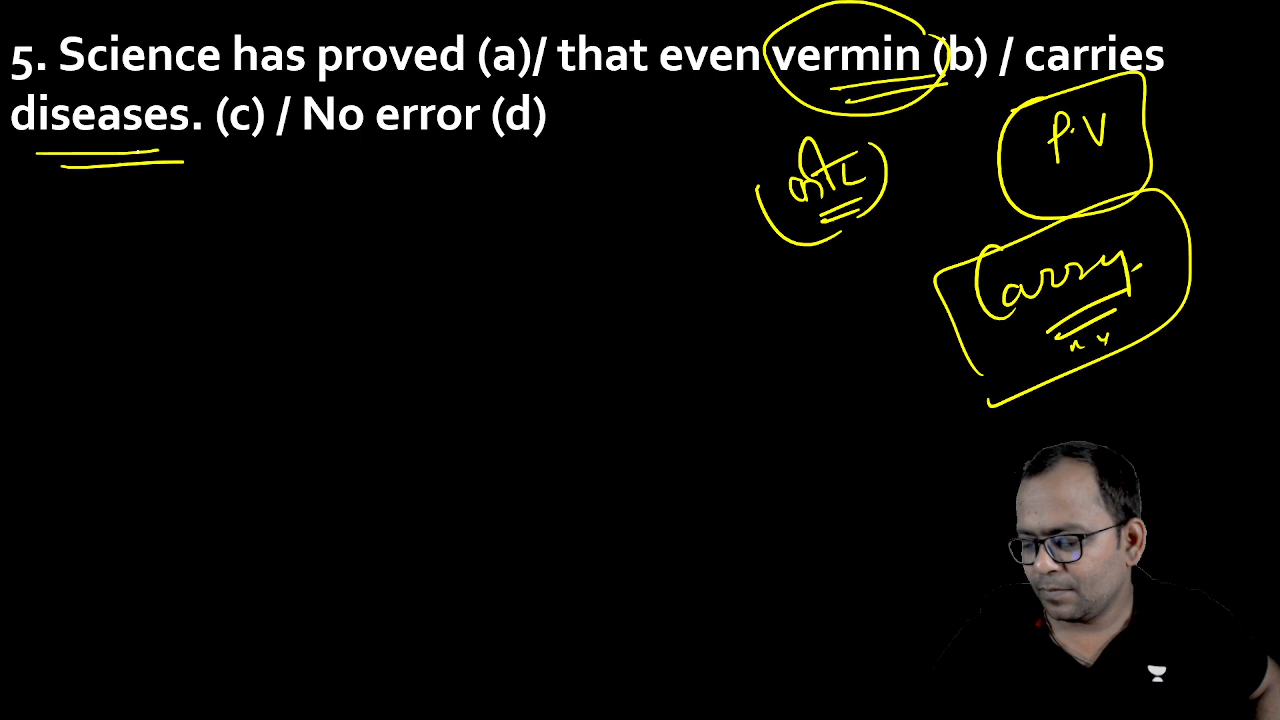 5. Science has proved (a)/ that even vermin (b) / carries
diseases. (c) / No error (d)
P.V
Carry